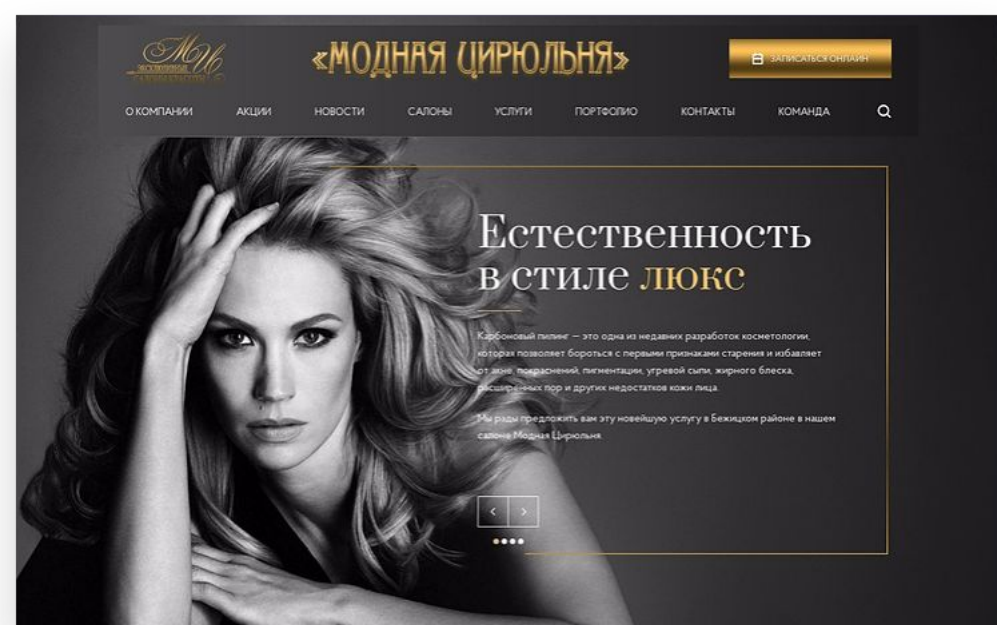 МЦ
«МОДНАЯ ЦИРЮЛЬНЯ»
ЗАПИСАТЬСЯ ОНЛАЙН
О КОМПАНИИ АКЦИИ НОВОСТИ САЛОНЫ УСЛУГИ ПОРТФОЛИО КОНТАКТЫ КОМАНДА
Естественность
в стиле люкс
Карбоновый пилинг — это одна из недавних разработок косметологии,
которая позволяет бороться с первыми признаками старения и избавляет
от акне, покраснений, пигментации, угревой сыпи, жирного блеска,
расширенных пор и других недостатков кожи лица.
Мы рады предложить вам эту новейшую услугу в Бежицком районе в нашем
салоне Модная Цирюльня.